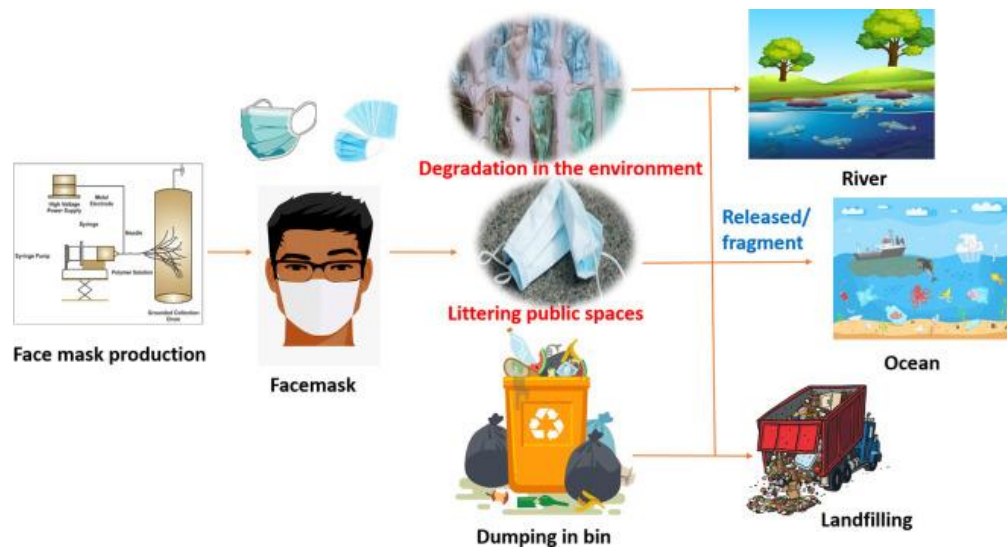 High Voltage
Power Supply
Metal
Electrode
Syringe
Needle
Syringe Pump
Polymer Solution
Grounded Collection
Drum
Face mask production
Facemask
Degradation in the environment
Littering public spaces
Dumping in bin
Released/
fragment
River
Ocean
Landfilling